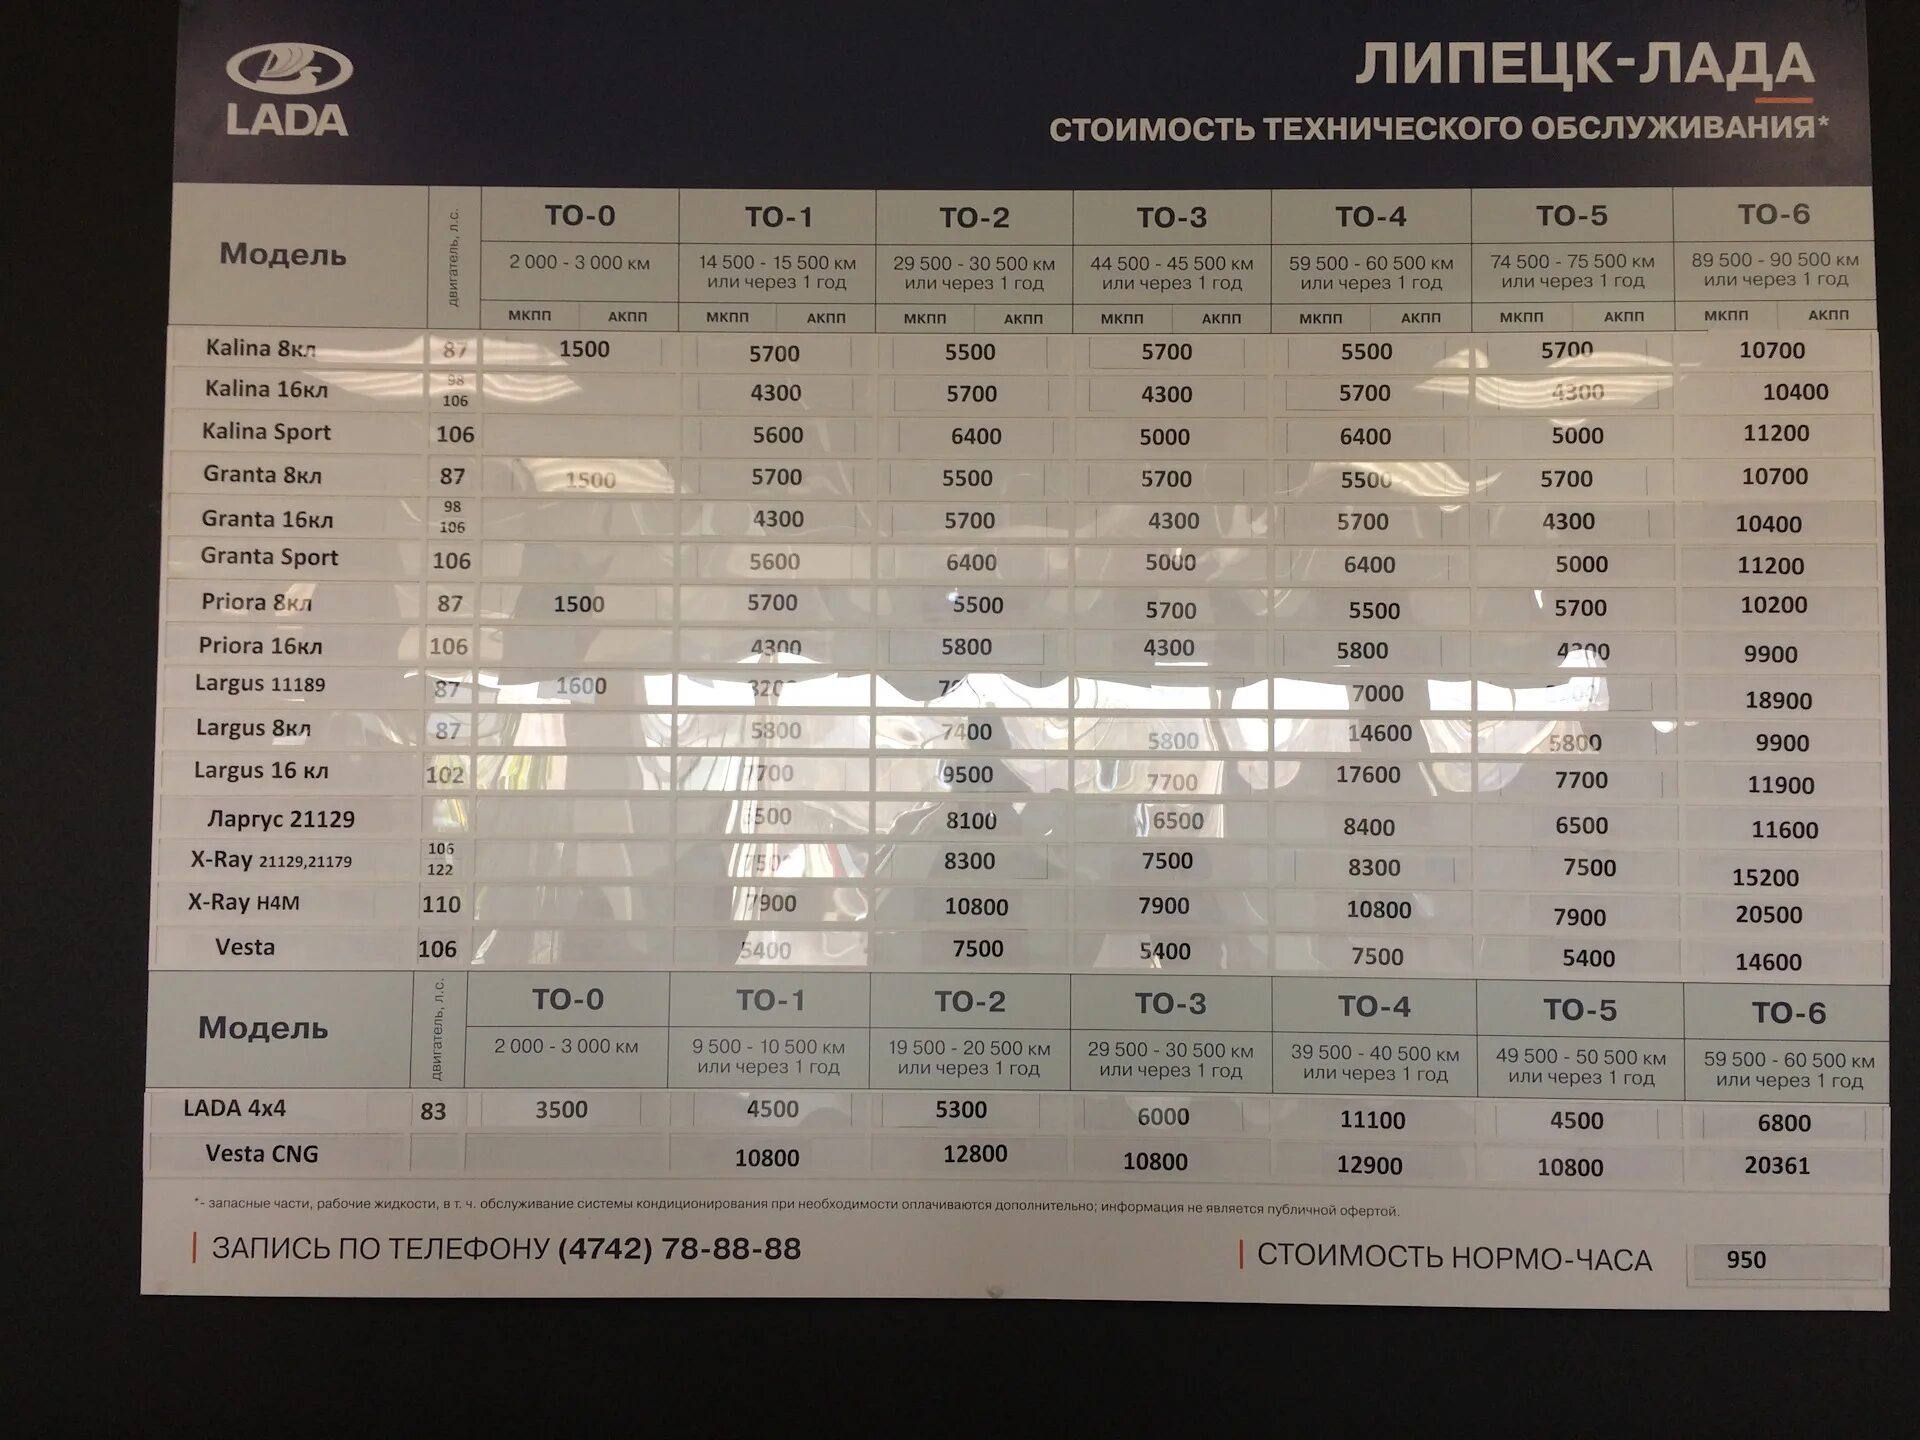 LADA
ЛИПЕЦК-ЛАДА
СТОИМОСТЬ ТЕХНИЧЕСКОГО ОБСЛУЖИВАНИЯ*
Модель двигатель, л.с. ТО-0 ТО-1 ТО-2 ТО-3 ТО-4 ТО-5 ТО-6
2 000 - 3 000 км 14 500 - 15 500 км 29 500 - 30 500 км 44 500 - 45 500 км 59 500 - 60 500 км 74 500 - 75 500 км 89 500 - 90 500 км
или через 1 год или через 1 год или через 1 год или через 1 год или через 1 год или через 1 год
МКПП АКПП МКПП АКПП МКПП АКПП МКПП АКПП МКПП АКПП МКПП АКПП МКПП АКПП
Kalina 8кл 87 1500 5700 5500 5700 5500 5700 10700
Kalina 16кл 98 106 4300 5700 4300 5700 4300 10400
Kalina Sport 106 5600 6400 5000 6400 5000 11200
Granta 8кл 87 1500 5700 5500 5700 5500 5700 10700
Granta 16кл 98 106 4300 5700 4300 5700 4300 10400
Granta Sport 106 5600 6400 5000 6400 5000 11200
Priora 8кл 87 1500 5700 5500 5700 5500 5700 10200
Priora 16кл 106 4300 5800 4300 5800 4300 9900
Largus 11189 87 1600 7000 18900
Largus 8кл 87 5800 7400 5800 14600 5800 9900
Largus 16 кл 102 7700 9500 7700 17600 7700 11900
Ларгус 21129 8100 6500 8400 6500 11600
X-Ray 21129,21179 106 122 8300 7500 8300 7500 15200
X-Ray H4M 110 7900 10800 7900 10800 7900 20500
Vesta 106 5400 7500 5400 7500 5400 14600
Модель двигатель, л.с. ТО-0 ТО-1 ТО-2 ТО-3 ТО-4 ТО-5 ТО-6
2 000 - 3 000 км 9 500 - 10 500 км 19 500 - 20 500 км 29 500 - 30 500 км 39 500 - 40 500 км 49 500 - 50 500 км 59 500 - 60 500 км
или через 1 год или через 1 год или через 1 год или через 1 год или через 1 год или через 1 год
LADA 4x4 83 3500 4500 5300 6000 11100 4500 6800
Vesta CNG 10800 12800 10800 12900 10800 20361
*- запасные части, рабочие жидкости, в т. ч. обслуживание системы кондиционирования при необходимости оплачиваются дополнительно; информация не является публичной офертой.
ЗАПИСЬ ПО ТЕЛЕФОНУ (4742) 78-88-88
СТОИМОСТЬ НОРМО-ЧАСА 950